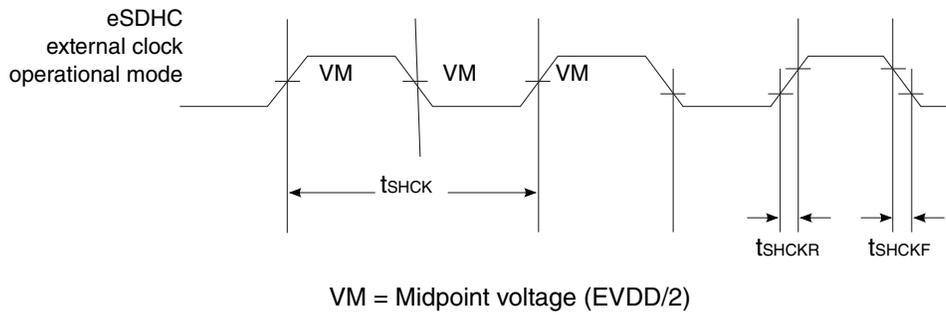 eSDHC
external clock
operational mode
VM VM VM
tSHCK
tSHCKR tSHCKF
VM = Midpoint voltage (EVDD/2)